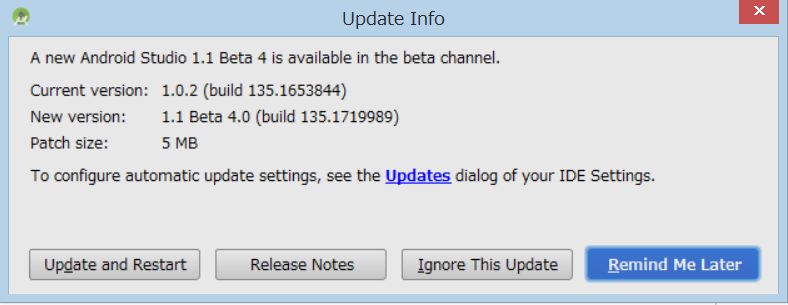 Update Info
A new Android Studio 1.1 Beta 4 is available in the beta channel.
Current version: 1.0.2 (build 135.1653844)
New version: 1.1 Beta 4.0 (build 135.1719989)
Patch size: 5 MB
To configure automatic update settings, see the Updates dialog of your IDE Settings.
Update and Restart Release Notes Ignore This Update Remind Me Later